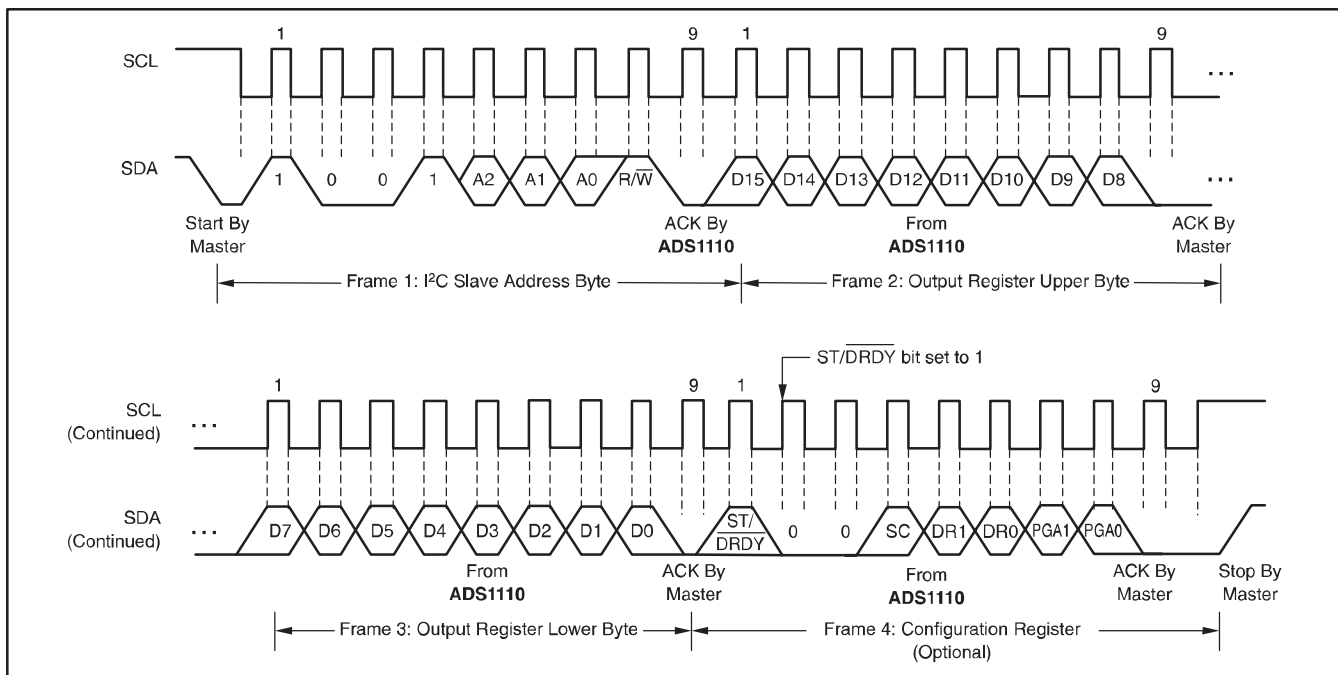 1 9 1 9
SCL ...
SDA 1 0 0 1 A2 A1 A0 R/W̅ D15 D14 D13 D12 D11 D10 D9 D8 ...
Start By Master
ACK By ADS1110
From ADS1110
ACK By Master
Frame 1: I²C Slave Address Byte
Frame 2: Output Register Upper Byte
ST/D̅R̅D̅Y̅ bit set to 1
1 9 1 9
SCL (Continued) ...
SDA (Continued) ... D7 D6 D5 D4 D3 D2 D1 D0 ST/D̅R̅D̅Y̅ 0 0 SC DR1 DR0 PGA1 PGA0
From ADS1110
ACK By Master
From ADS1110
ACK By Master
Stop By Master
Frame 3: Output Register Lower Byte
Frame 4: Configuration Register
(Optional)